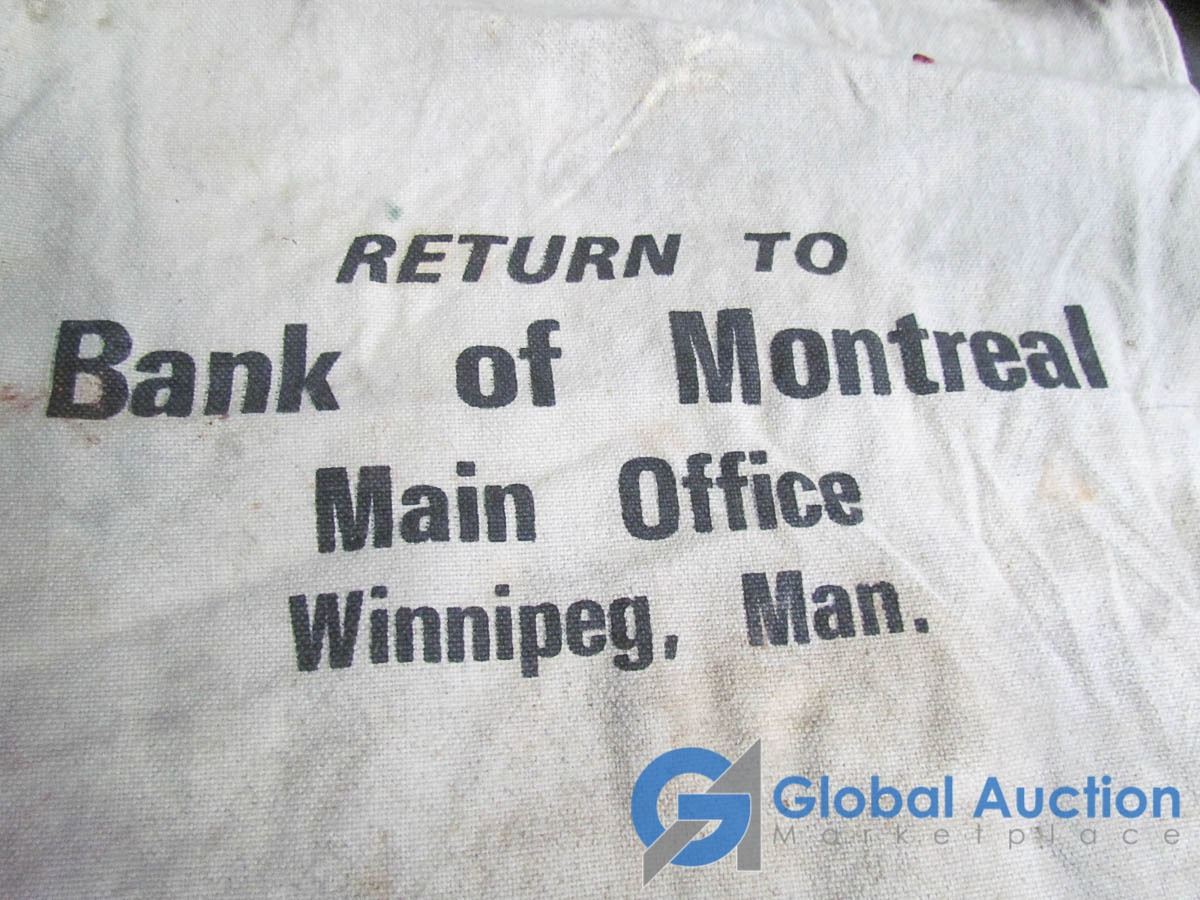 RETURN TO
Bank of Montreal
Main Office
Winnipeg, Man.
Global Auction
Marketplace